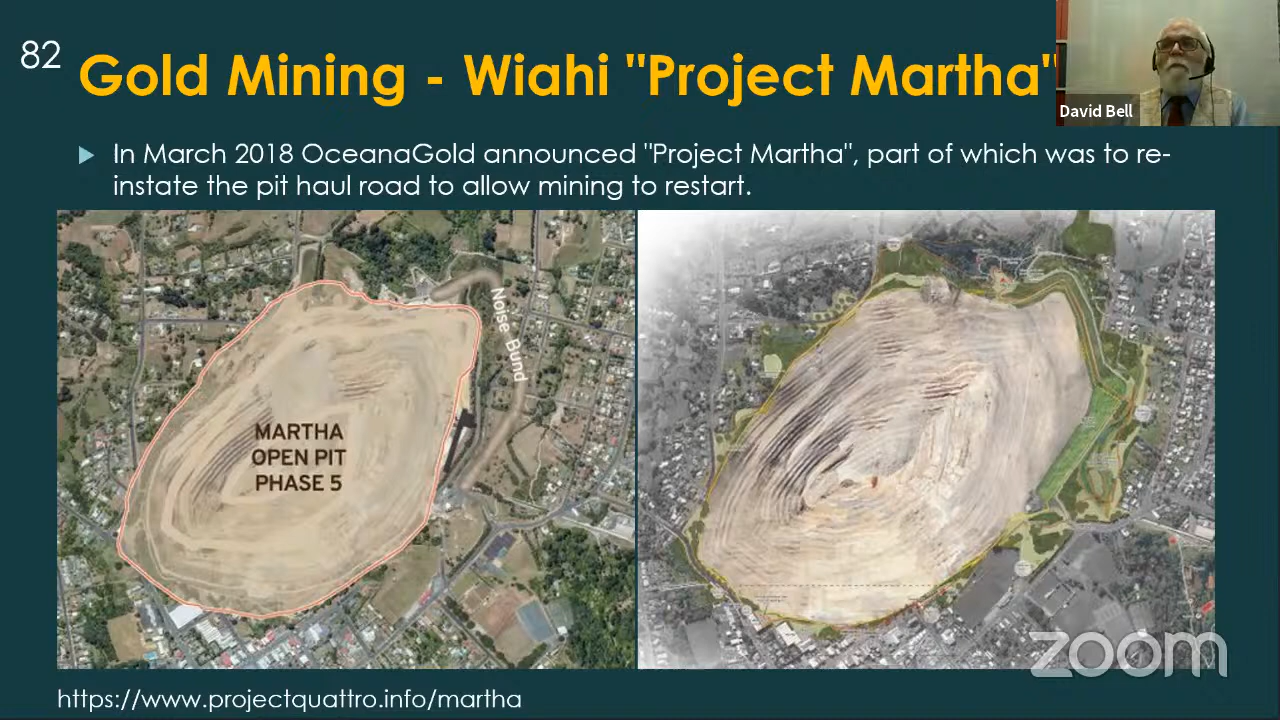 82
Gold Mining - Wiahi "Project Martha"
David Bell
In March 2018 OceanaGold announced "Project Martha", part of which was to re-
instate the pit haul road to allow mining to restart.
Noise Bund
MARTHA
OPEN PIT
PHASE 5
zoom
https://www.projectquattro.info/martha